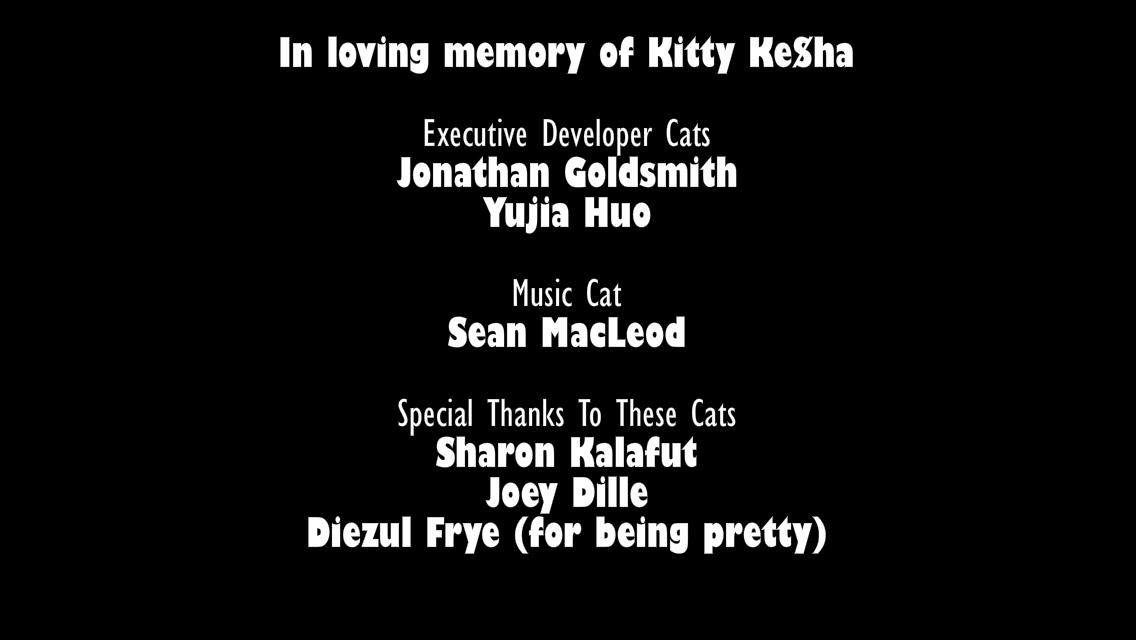 In loving memory of Kitty Ke$ha
Executive Developer Cats
Jonathan Goldsmith
Yujia Huo
Music Cat
Sean MacLeod
Special Thanks To These Cats
Sharon Kalafut
Joey Dille
Diezul Frye (for being pretty)